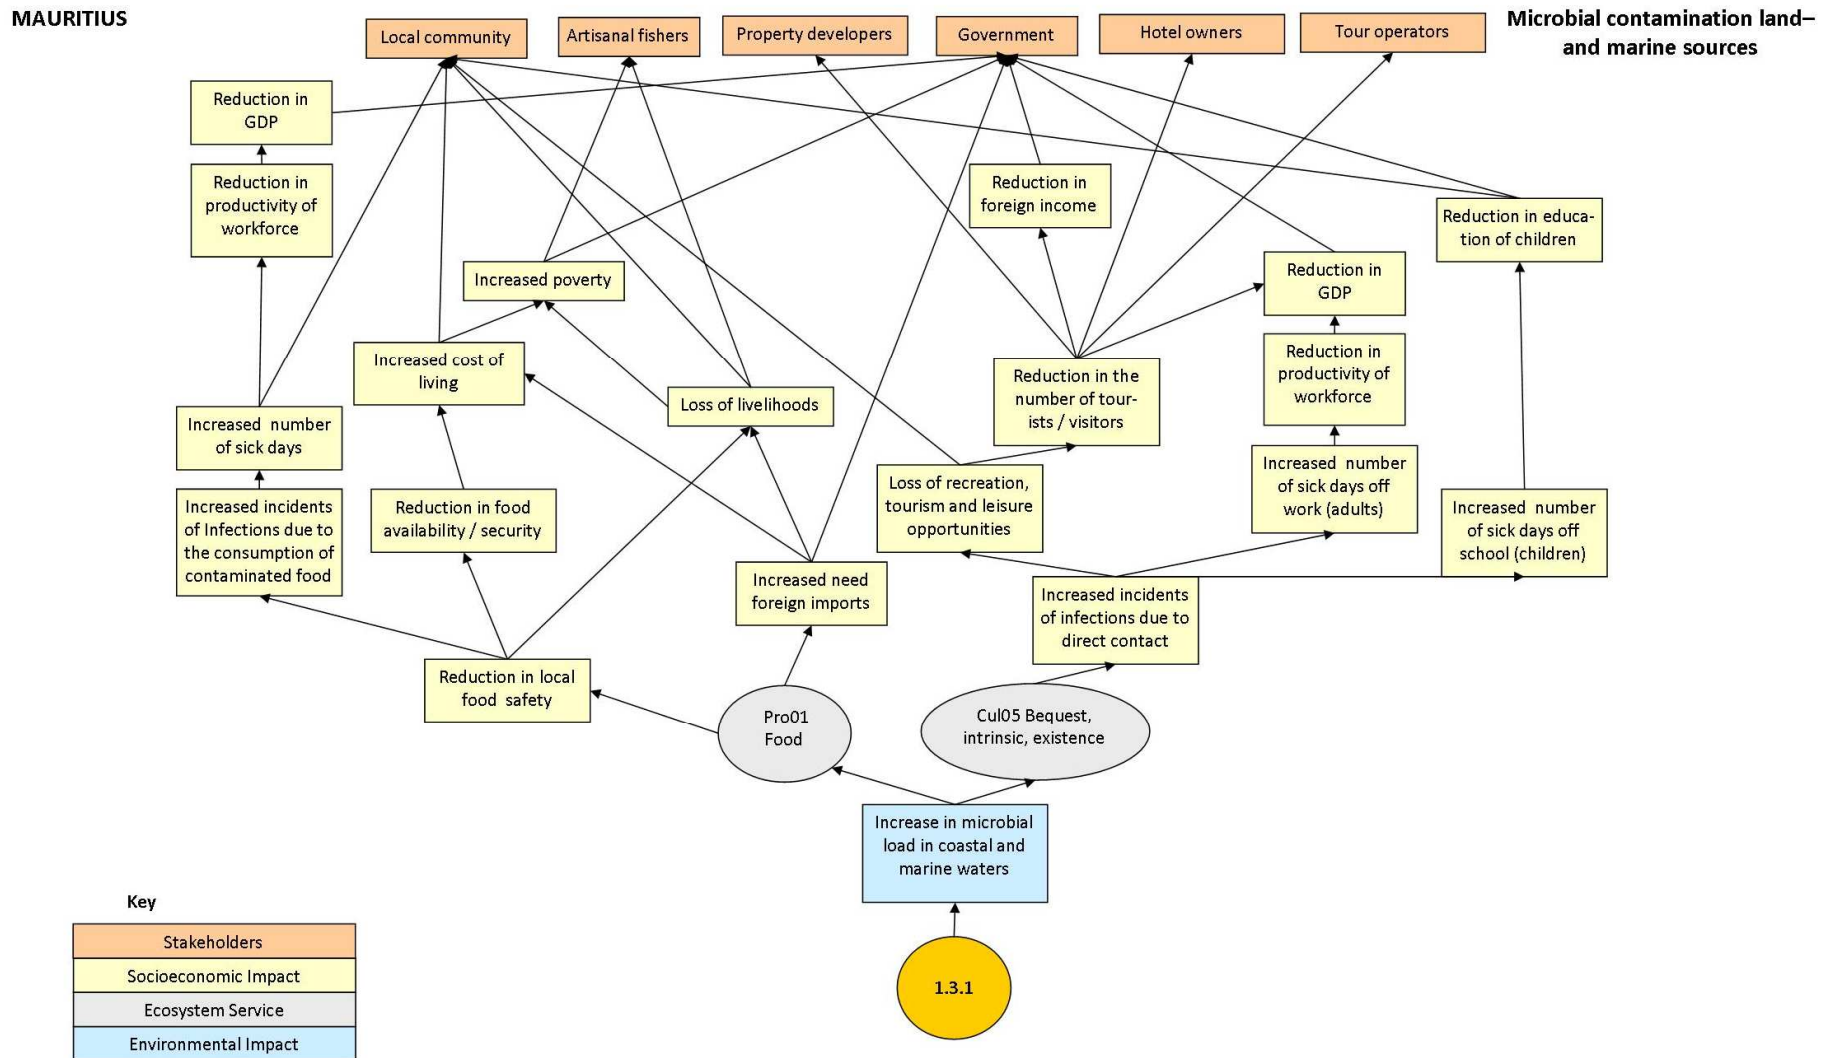 MAURITIUS
Microbial contamination land–
and marine sources
Local community
Artisanal fishers
Property developers
Government
Hotel owners
Tour operators
Reduction in
GDP
Reduction in
productivity of
workforce
Reduction in
foreign income
Reduction in educa-
tion of children
Increased poverty
Reduction in
GDP
Increased cost of
living
Reduction in
productivity of
workforce
Loss of livelihoods
Reduction in the
number of tour-
ists / visitors
Increased number
of sick days
Increased number
of sick days off
work (adults)
Loss of recreation,
tourism and leisure
opportunities
Increased incidents
of Infections due to
the consumption of
contaminated food
Reduction in food
availability / security
Increased number
of sick days off
school (children)
Increased need
foreign imports
Increased incidents
of infections due to
direct contact
Reduction in local
food safety
Pro01
Food
Cul05 Bequest,
intrinsic, existence
Increase in microbial
load in coastal and
marine waters
1.3.1
Key
Stakeholders
Socioeconomic Impact
Ecosystem Service
Environmental Impact